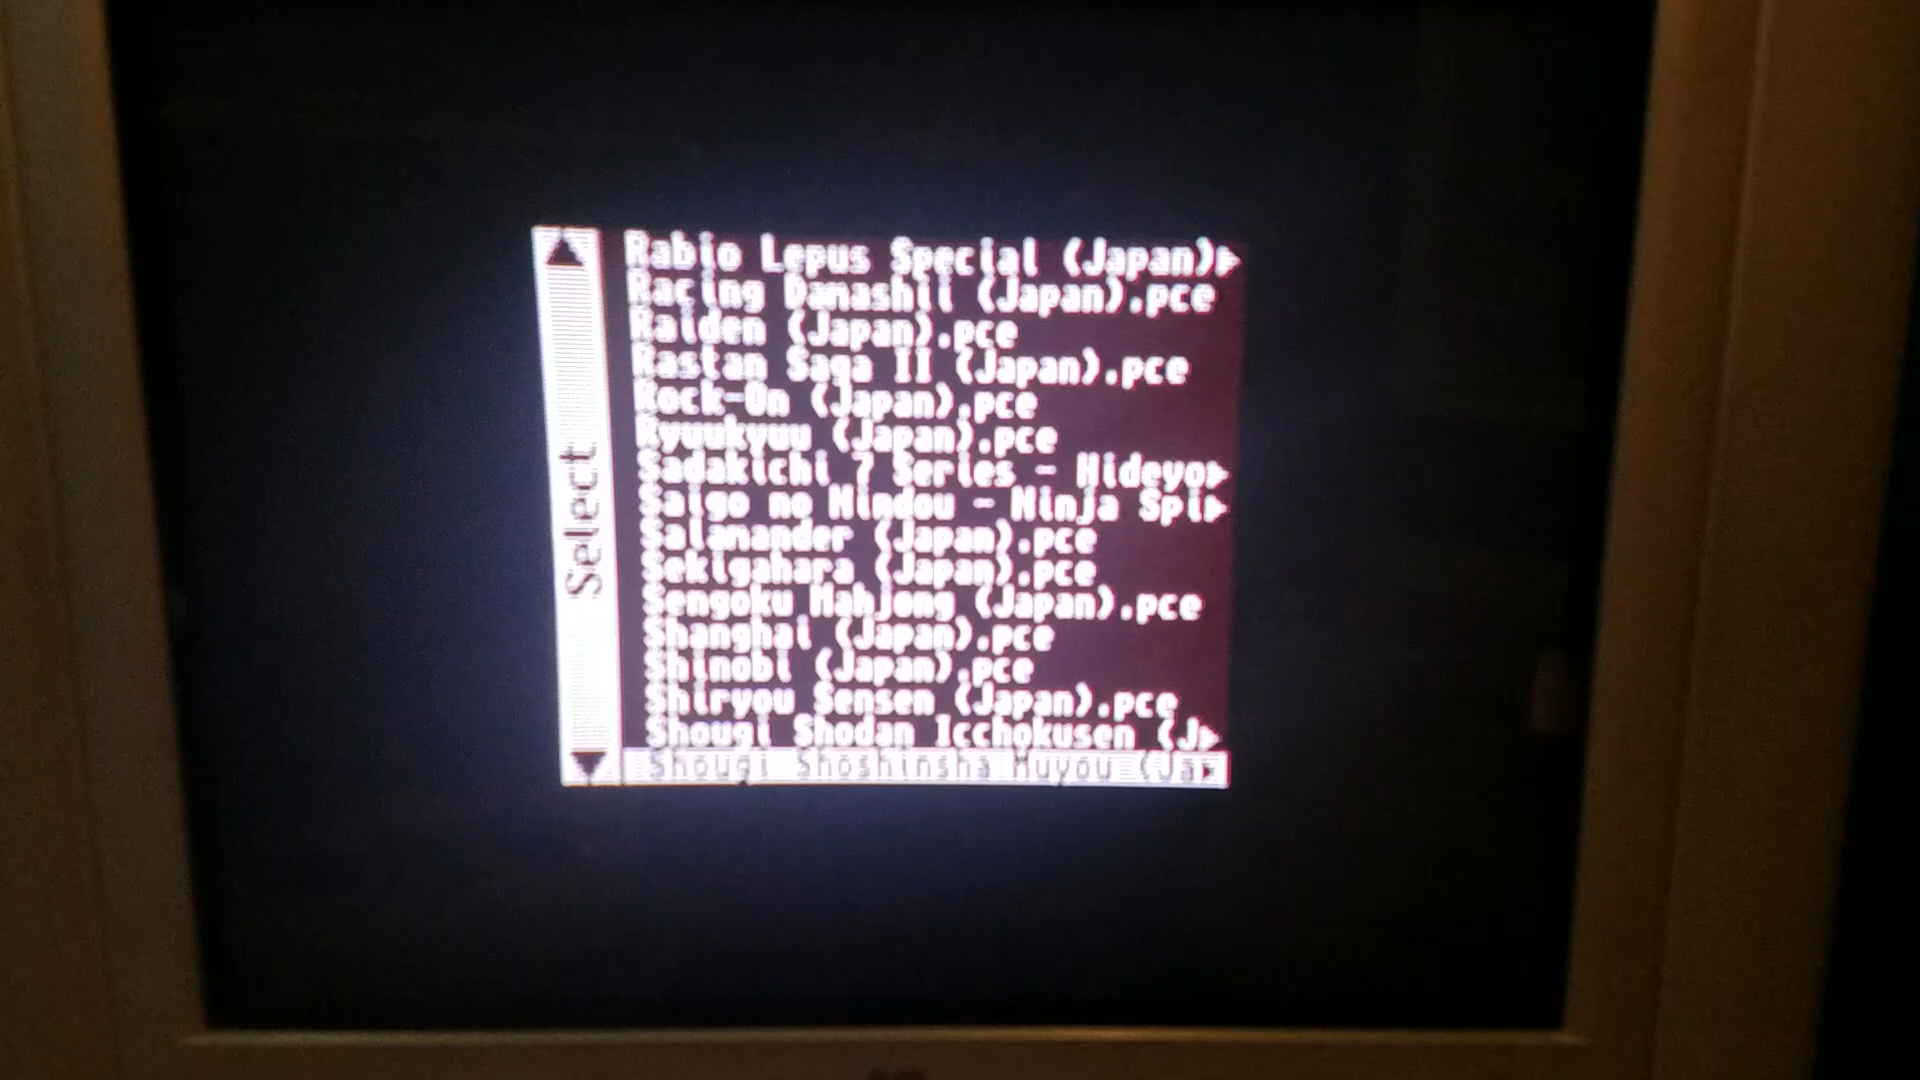 Select
Rabio Lepus Special (Japan)
Racing Damashii (Japan).pce
Raiden (Japan).pce
Rastan Saga II (Japan).pce
Rock-On (Japan).pce
Ryuukyuu (Japan).pce
Sadakichi 7 Series - Hideyo
Saigo no Nindou - Ninja Spi
Salamander (Japan).pce
Sekigahara (Japan).pce
Sengoku Mahjong (Japan).pce
Shanghai (Japan).pce
Shinobi (Japan).pce
Shiryou Sensen (Japan).pce
Shougi Shodan Icchokusen (J
Shougi Shoshinsha Muyou (Ja